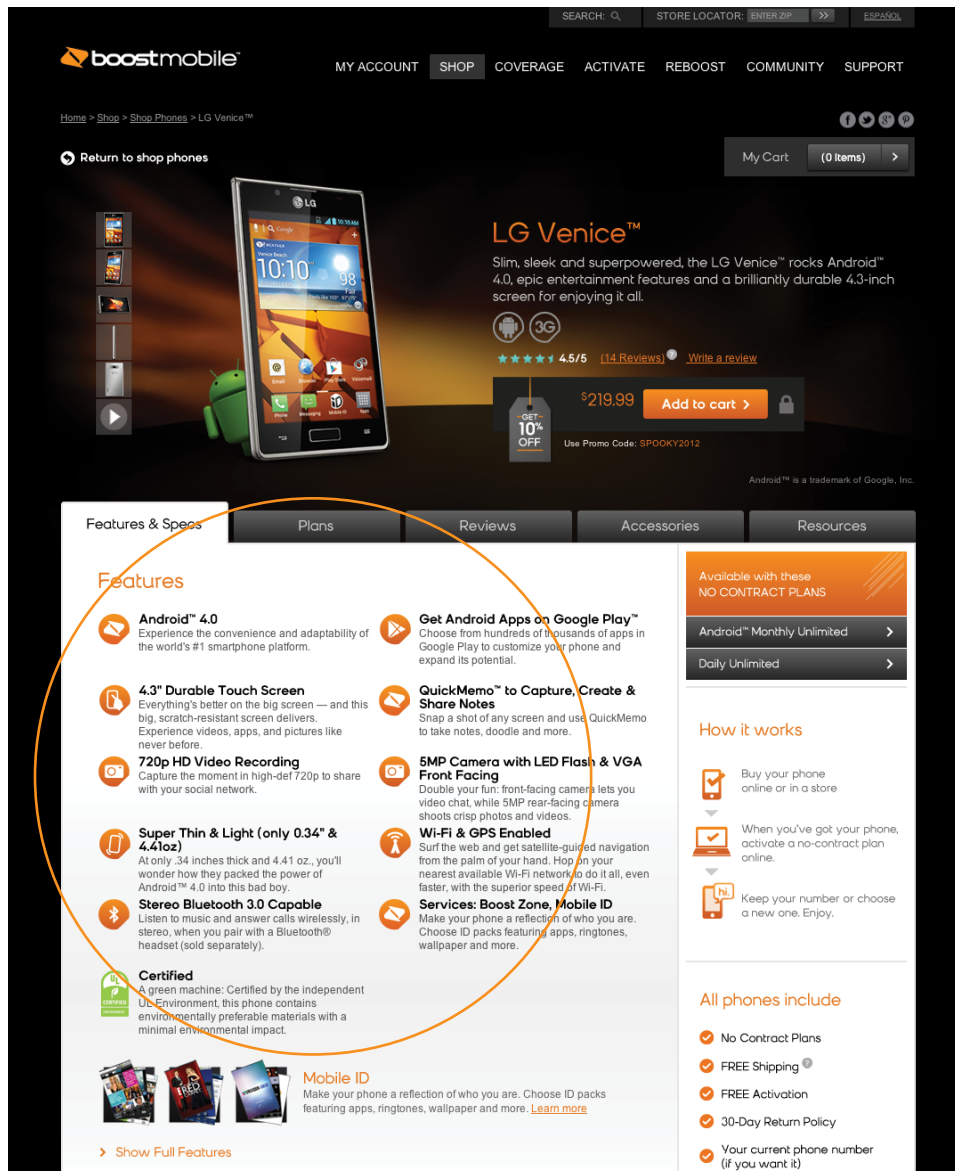 SEARCH:
STORE LOCATOR: ENTER ZIP >>
ESPAÑOL
boostmobile™
MY ACCOUNT SHOP COVERAGE ACTIVATE REBOOST COMMUNITY SUPPORT
Home > Shop > Shop Phones > LG Venice™
Return to shop phones
My Cart (0 items) >
LG
Google
Venice Beach
10:10
98
Email Browser Play Store Voicemail
Phone Messaging Mobile ID Apps
LG Venice™
Slim, sleek and superpowered, the LG Venice™ rocks Android™
4.0, epic entertainment features and a brilliantly durable 4.3-inch
screen for enjoying it all.
3G
4.5/5 (14 Reviews) ? Write a review
-GET-
10%
OFF
$219.99 Add to cart >
Use Promo Code: SPOOKY2012
Android™ is a trademark of Google, Inc.
Features & Specs Plans Reviews Accessories Resources
Features
Android™ 4.0
Experience the convenience and adaptability of
the world's #1 smartphone platform.
Get Android Apps on Google Play™
Choose from hundreds of thousands of apps in
Google Play to customize your phone and
expand its potential.
4.3" Durable Touch Screen
Everything's better on the big screen — and this
big, scratch-resistant screen delivers.
Experience videos, apps, and pictures like
never before.
QuickMemo™ to Capture, Create &
Share Notes
Snap a shot of any screen and use QuickMemo
to take notes, doodle and more.
720p HD Video Recording
Capture the moment in high-def 720p to share
with your social network.
5MP Camera with LED Flash & VGA
Front Facing
Double your fun: front-facing camera lets you
video chat, while 5MP rear-facing camera
shoots crisp photos and videos.
Super Thin & Light (only 0.34" &
4.41oz)
At only .34 inches thick and 4.41 oz., you'll
wonder how they packed the power of
Android™ 4.0 into this bad boy.
Wi-Fi & GPS Enabled
Surf the web and get satellite-guided navigation
from the palm of your hand. Hop on your
nearest available Wi-Fi network to do it all, even
faster, with the superior speed of Wi-Fi.
Stereo Bluetooth 3.0 Capable
Listen to music and answer calls wirelessly, in
stereo, when you pair with a Bluetooth®
headset (sold separately).
Services: Boost Zone, Mobile ID
Make your phone a reflection of who you are.
Choose ID packs featuring apps, ringtones,
wallpaper and more.
UL
CERTIFIED
Certified
A green machine: Certified by the independent
UL Environment, this phone contains
environmentally preferable materials with a
minimal environmental impact.
Mobile ID
Make your phone a reflection of who you are. Choose ID packs
featuring apps, ringtones, wallpaper and more. Learn more
> Show Full Features
Available with these
NO CONTRACT PLANS
Android™ Monthly Unlimited >
Daily Unlimited >
How it works
Buy your phone
online or in a store
When you've got your phone,
activate a no-contract plan
online.
hi.
Keep your number or choose
a new one. Enjoy.
All phones include
No Contract Plans
FREE Shipping ?
FREE Activation
30-Day Return Policy
Your current phone number
(if you want it)